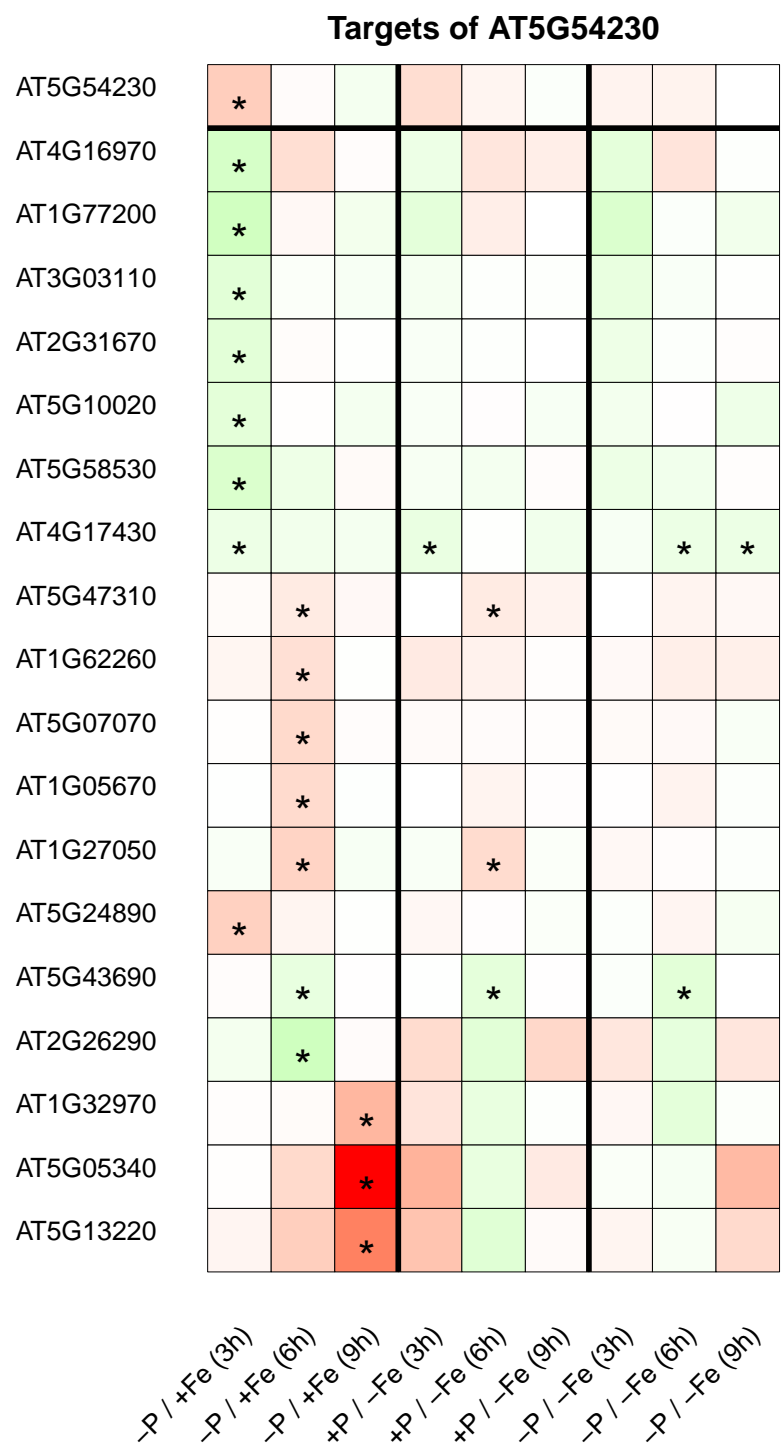 Targets of AT5G54230
AT5G54230 *
AT4G16970 *
AT1G77200 *
AT3G03110 *
AT2G31670 *
AT5G10020 *
AT5G58530 *
AT4G17430 * * * *
AT5G47310 * *
AT1G62260 *
AT5G07070 *
AT1G05670 *
AT1G27050 * *
AT5G24890 *
AT5G43690 * * *
AT2G26290 *
AT1G32970 *
AT5G05340 *
AT5G13220 *
−P / +Fe (3h)
−P / +Fe (6h)
−P / +Fe (9h)
+P / −Fe (3h)
+P / −Fe (6h)
+P / −Fe (9h)
−P / −Fe (3h)
−P / −Fe (6h)
−P / −Fe (9h)